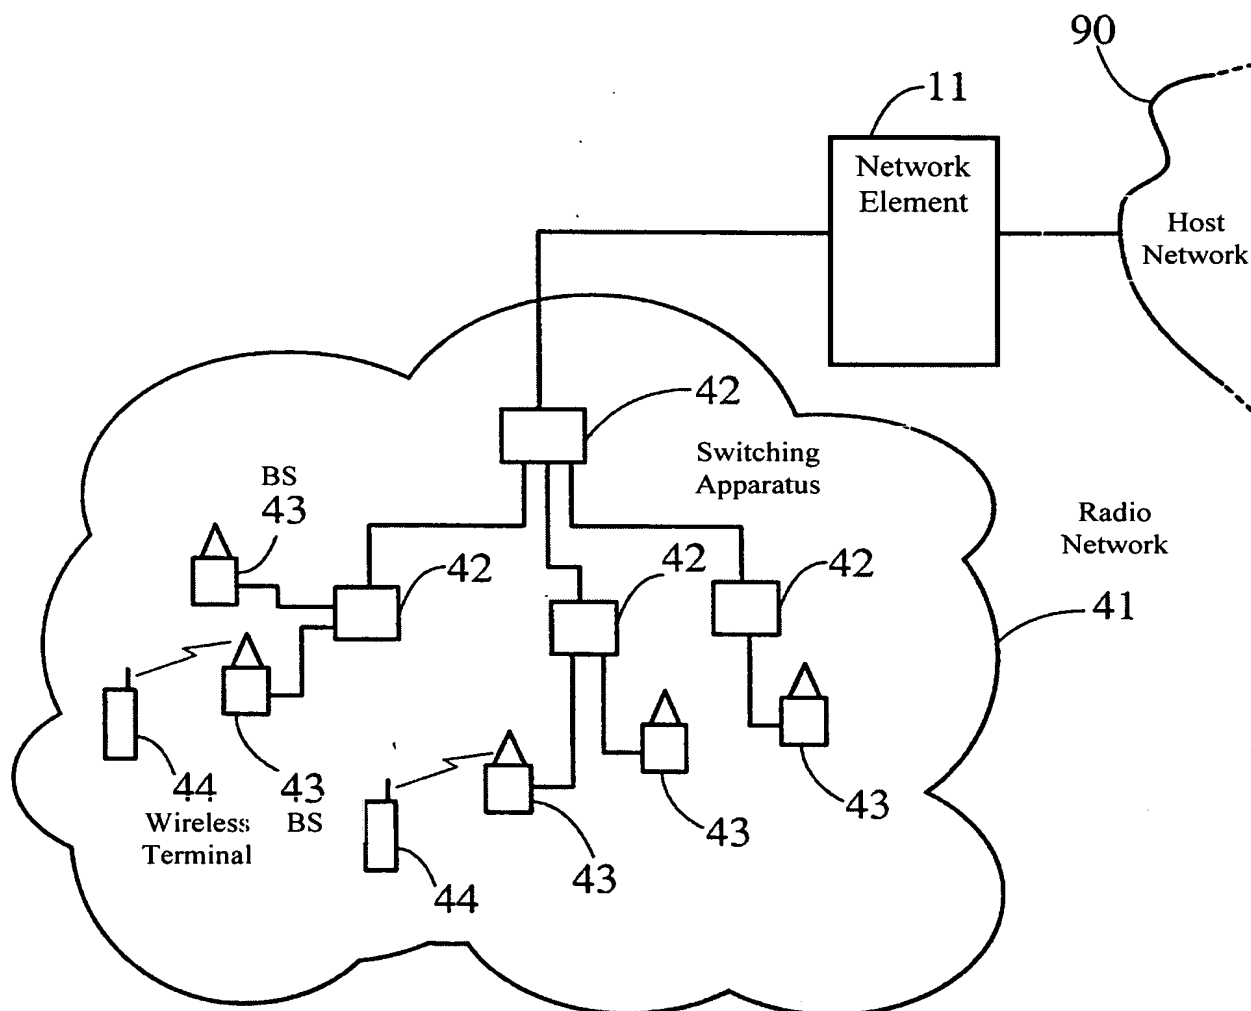 90
11
Network
Element
Host
Network
42
Switching
Apparatus
BS
43
Radio
Network
42
42
42
41
44
43
Wireless
BS
Terminal
43
43
43
44